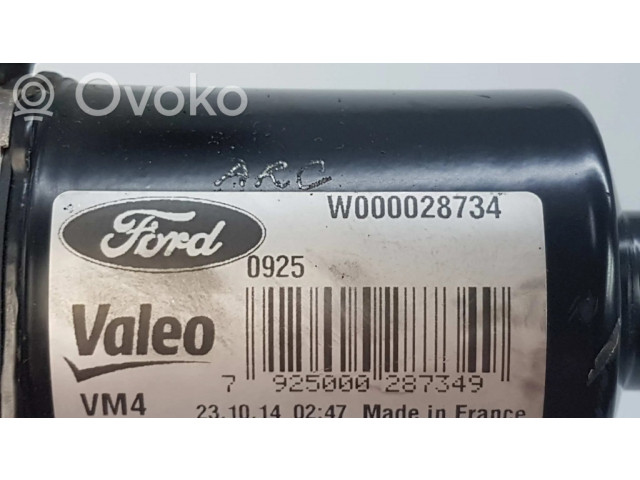 Ovoko
ARC
W000028734
Ford
0925
Valeo
7 925000 287349
VM4
23.10.14 02:47 Made in France